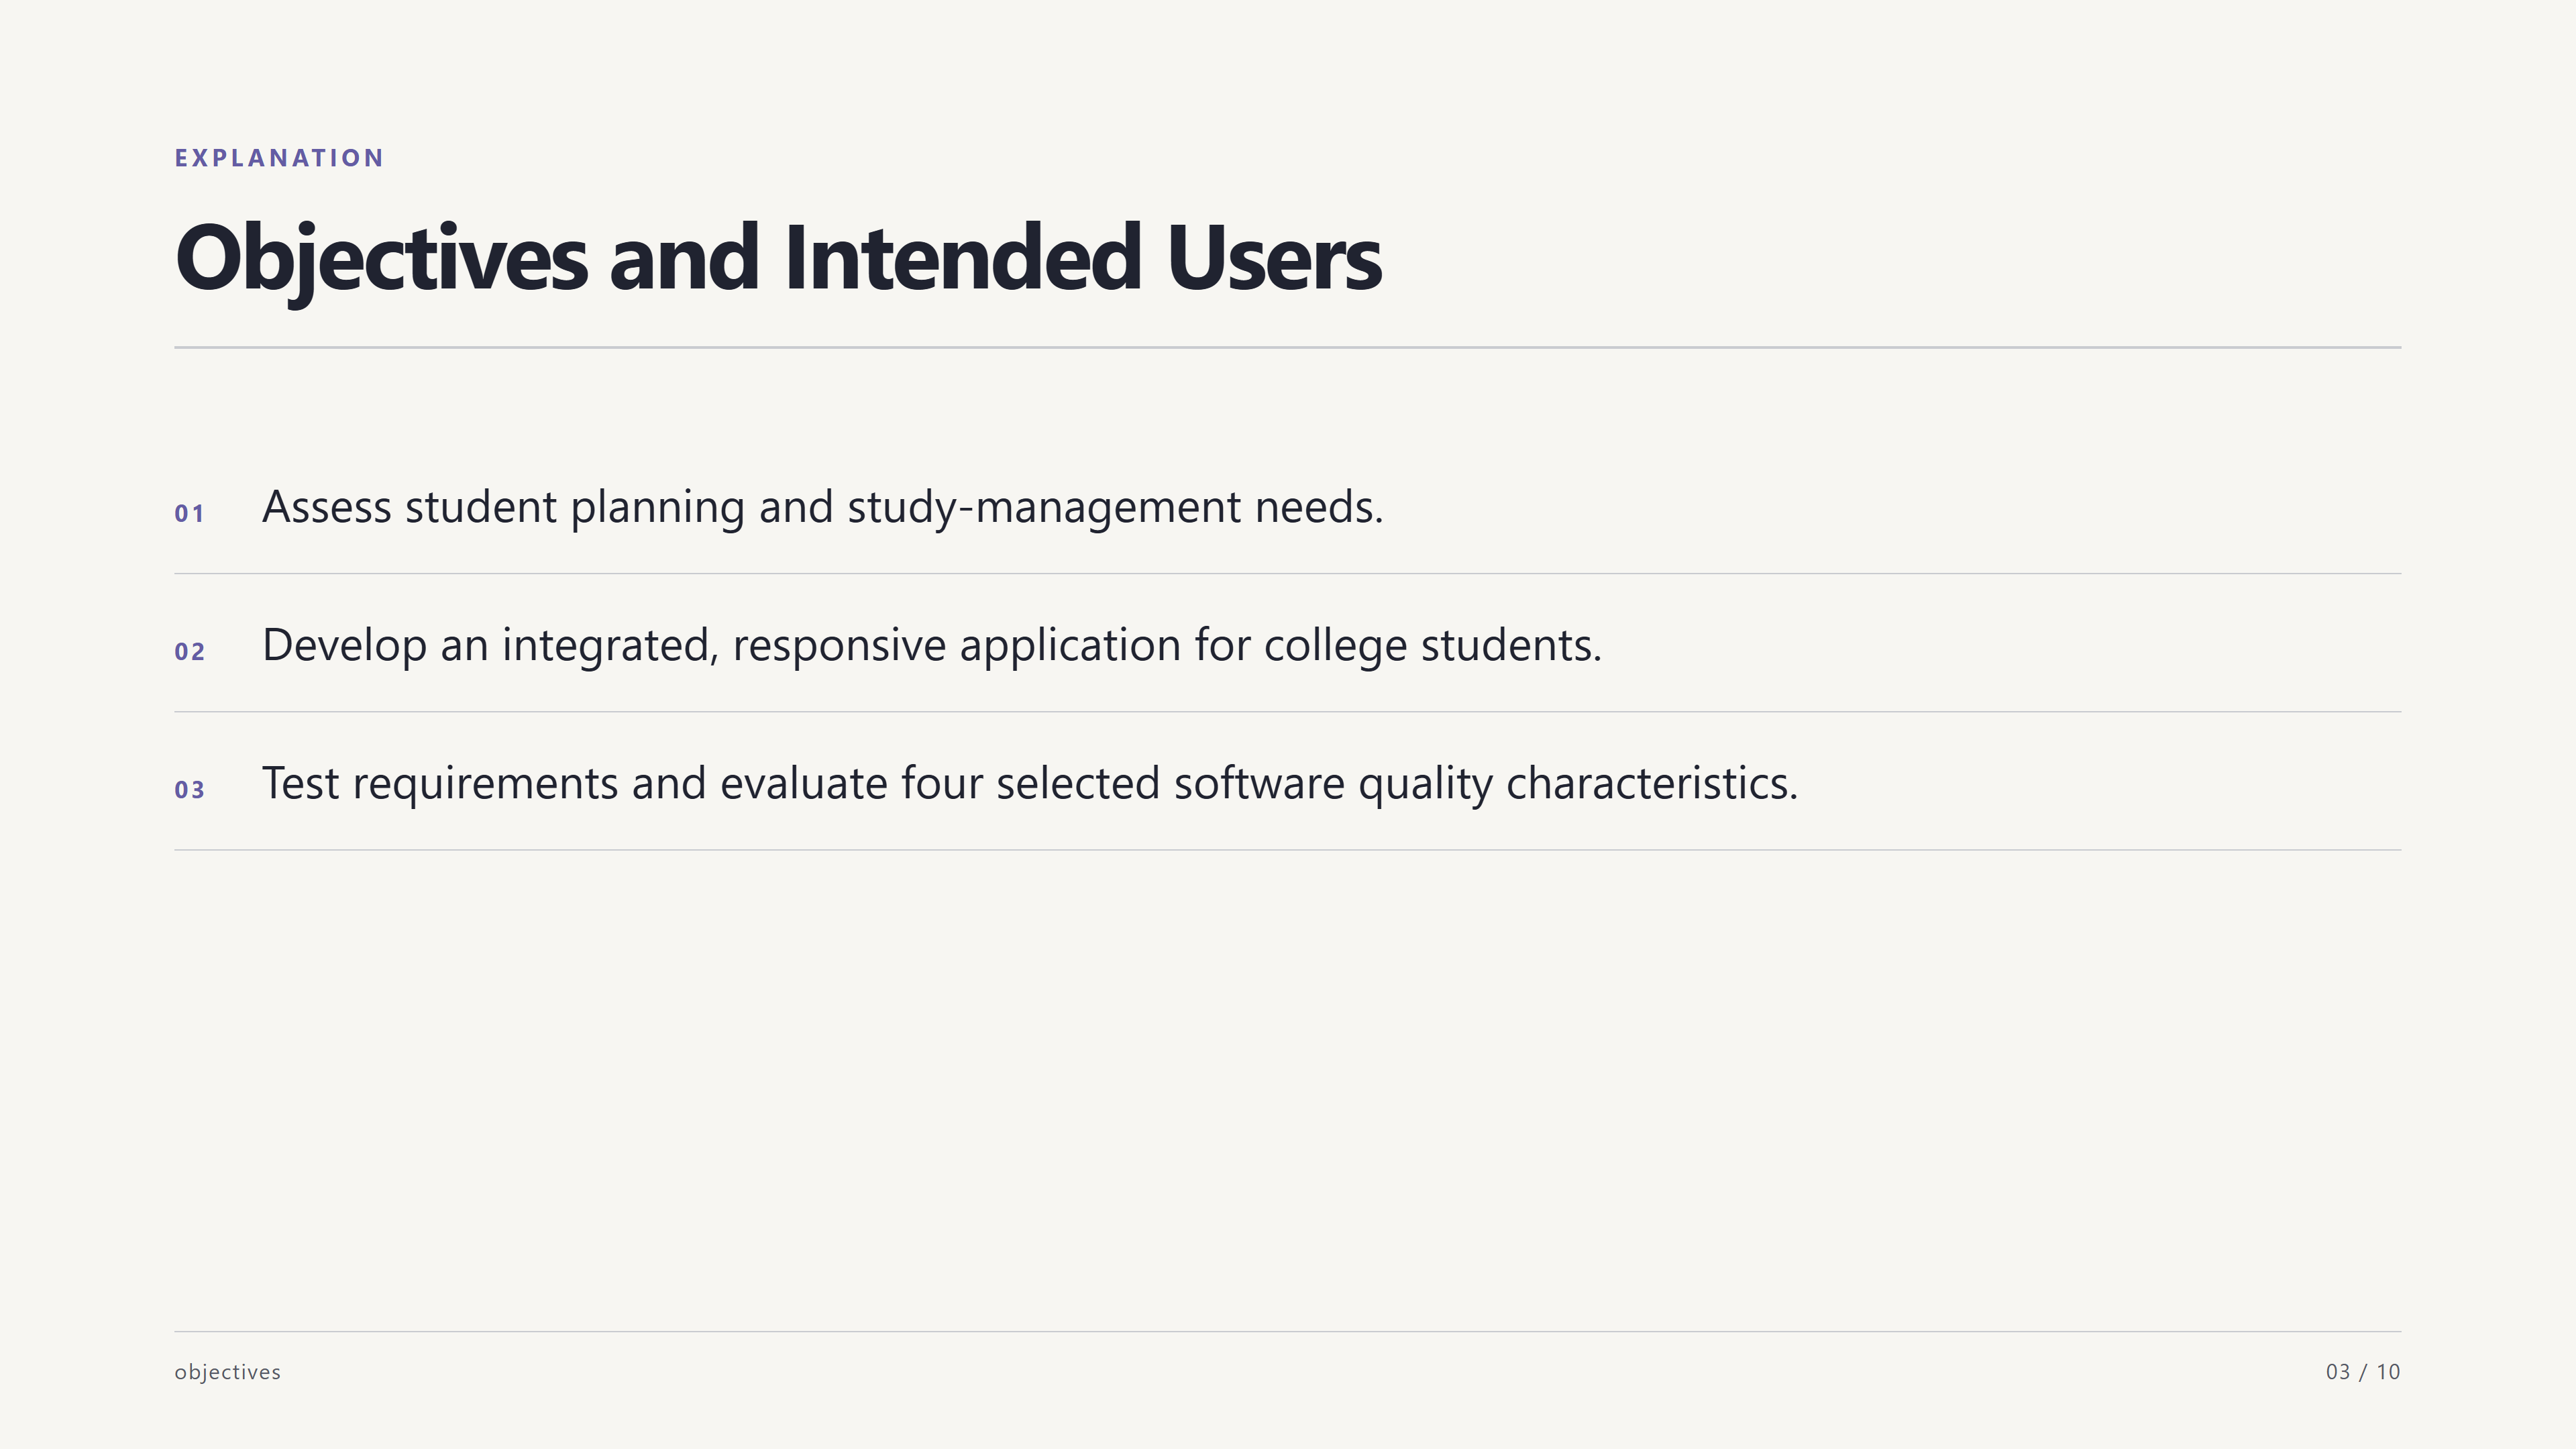 EXPLANATION
Objectives and Intended Users
01 Assess student planning and study-management needs.
02 Develop an integrated, responsive application for college students.
03 Test requirements and evaluate four selected software quality characteristics.
objectives 03 / 10